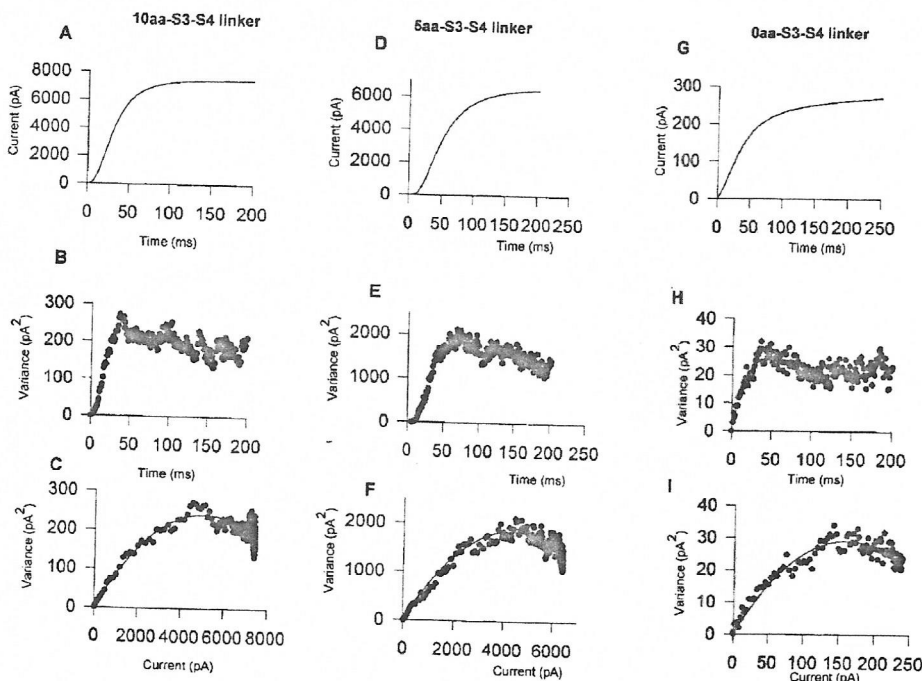 10aa-S3-S4 linker
5aa-S3-S4 linker
0aa-S3-S4 linker
A
Current (pA)
8000
6000
4000
2000
0
0 50 100 150 200
Time (ms)
D
Current (pA)
6000
4000
2000
0
0 50 100 150 200 250
Time (ms)
G
Current (pA)
300
200
100
0
0 50 100 150 200 250
Time (ms)
B
Variance (pA²)
300
200
100
0
0 50 100 150 200
Time (ms)
E
Variance (pA²)
2000
1000
0
0 50 100 150 200 250
Time (ms)
H
Variance (pA²)
40
30
20
10
0
0 50 100 150 200
Time (ms)
C
Variance (pA²)
300
200
100
0
0 2000 4000 6000 8000
Current (pA)
F
Variance (pA²)
2000
1000
0
0 2000 4000 6000
Current (pA)
I
Variance (pA²)
40
30
20
10
0
0 50 100 150 200 250
Current (pA)